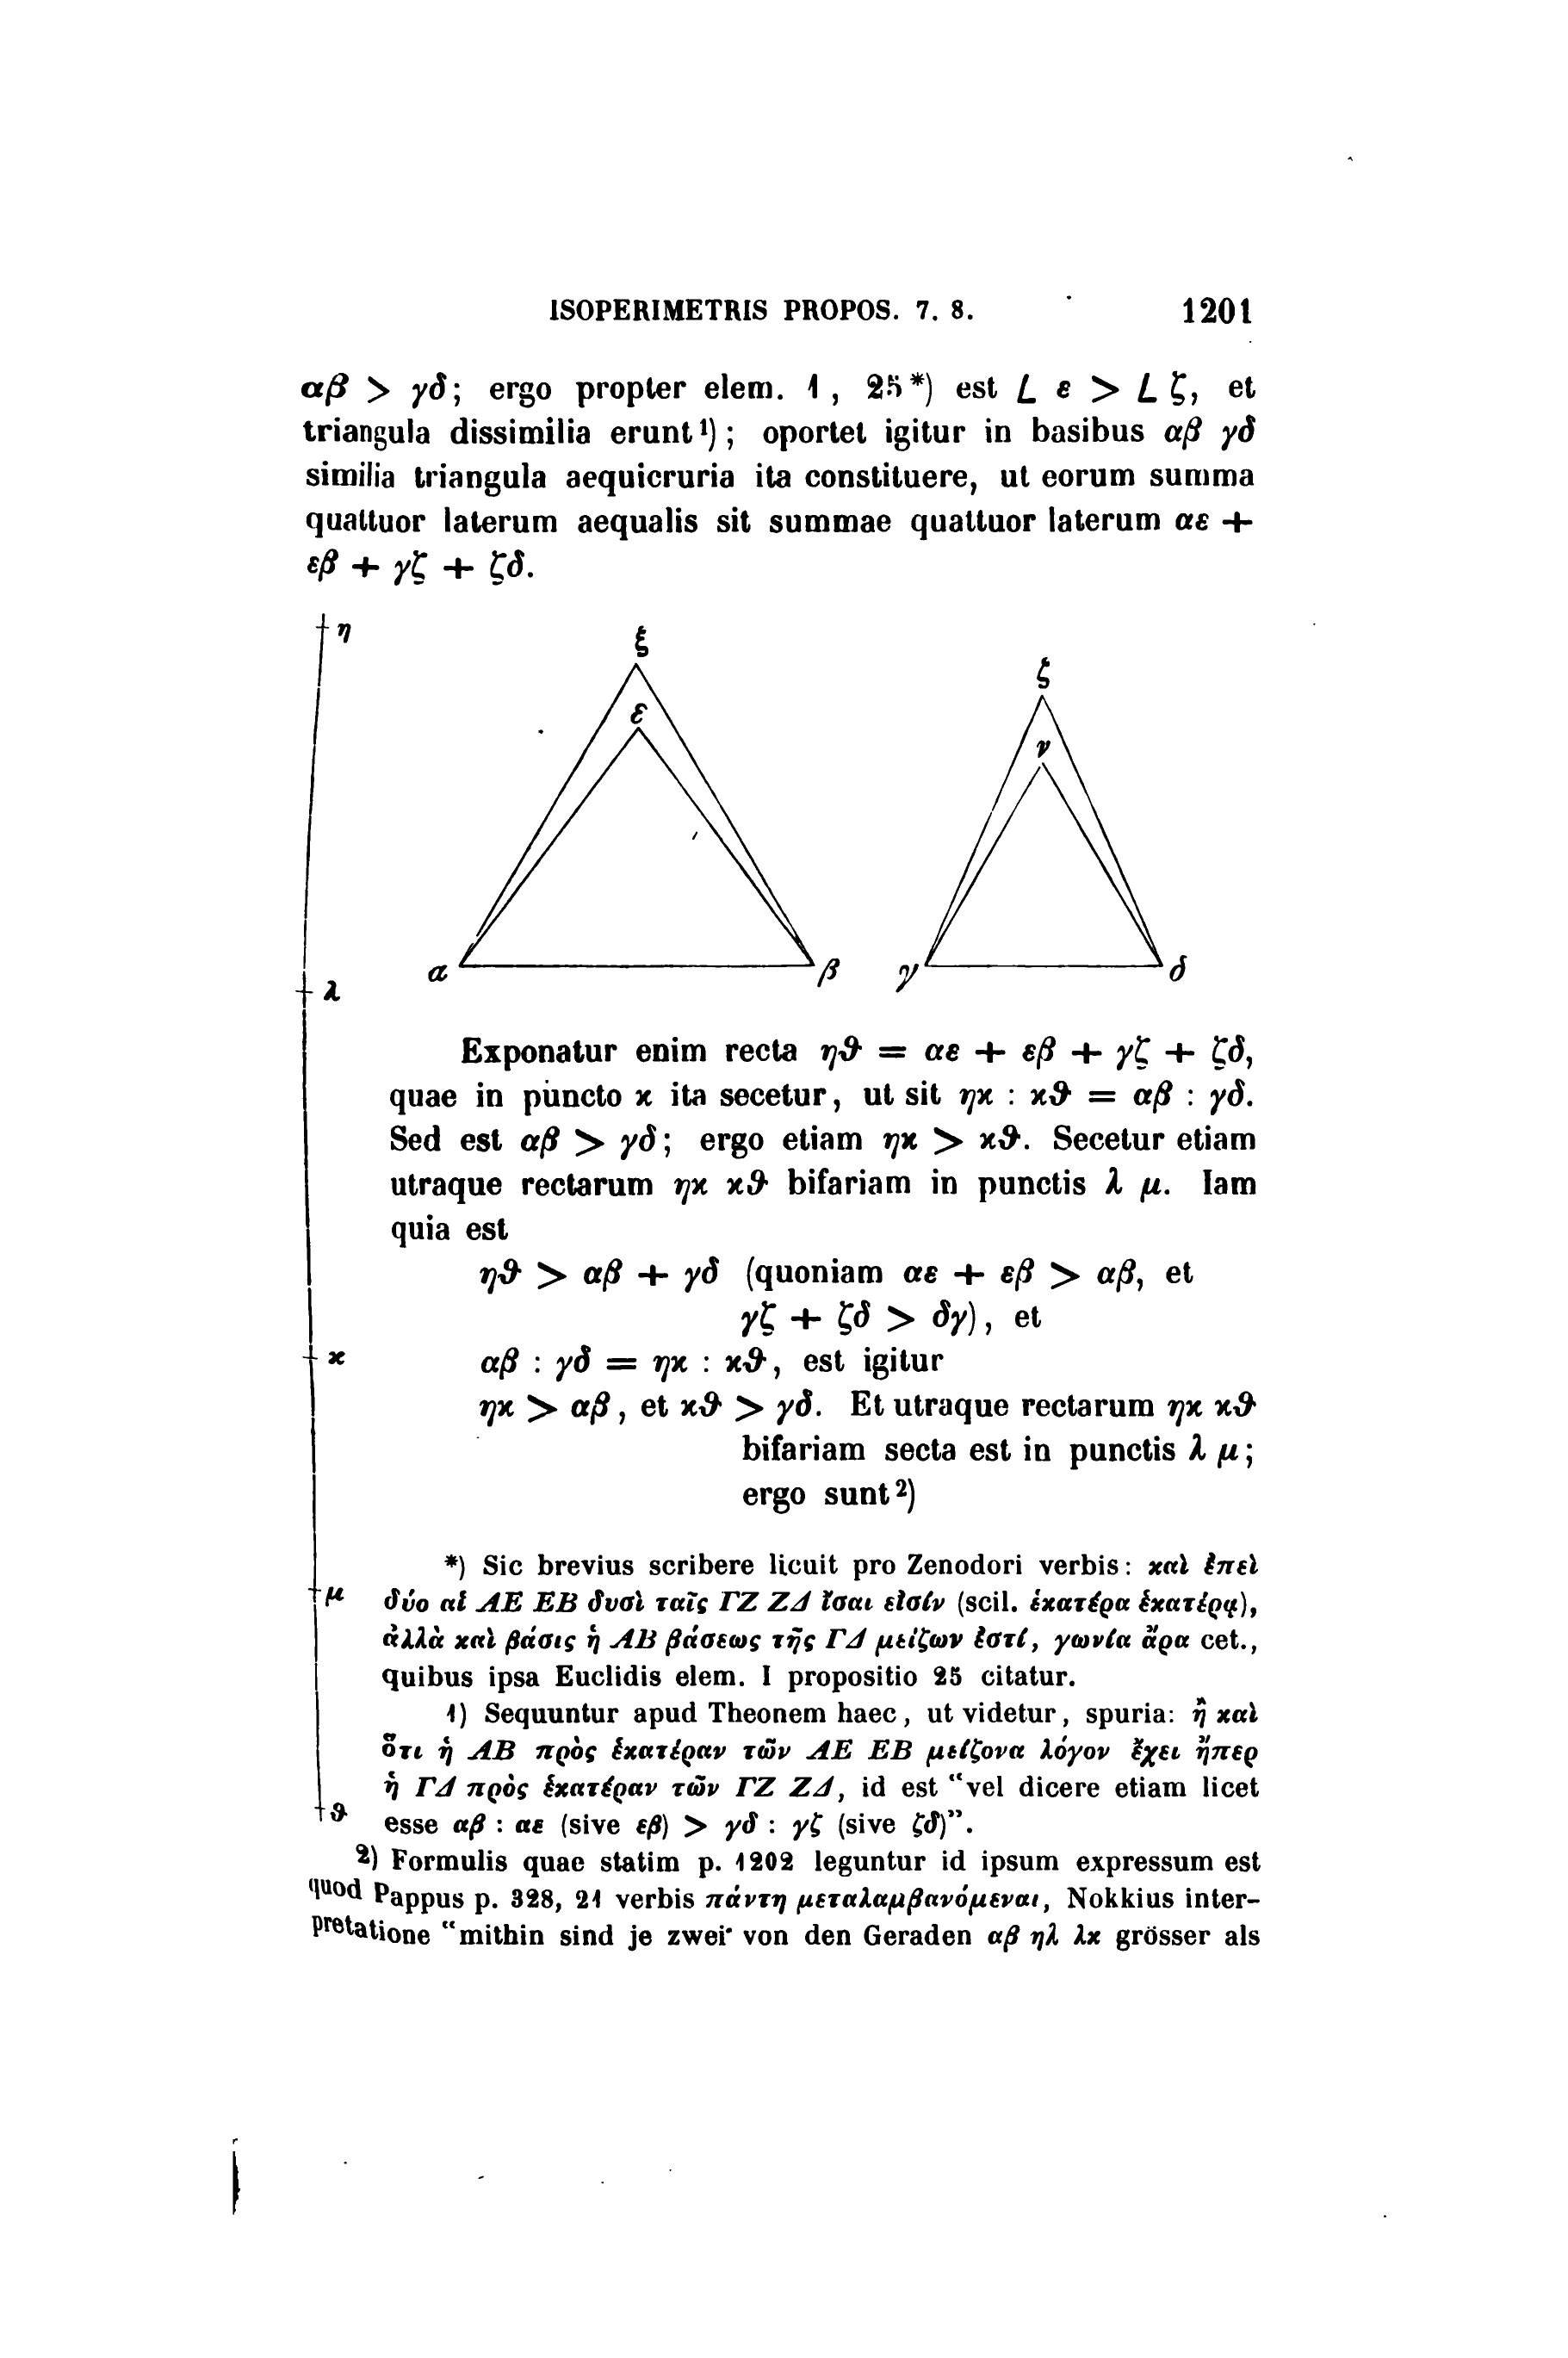 ISOPERIMETRIS PROPOS. 7. 8. 1201
αβ > γδ; ergo propter elem. 1, 25*) est L ε > L ζ, et
triangula dissimilia erunt¹); oportet igitur in basibus αβ γδ
similia triangula aequicruria ita constituere, ut eorum summa
quattuor laterum aequalis sit summae quattuor laterum αε +
εβ + γζ + ζδ.
η
ξ
ζ
ε
ν
α
β
γ
δ
λ
Exponatur enim recta ηϑ = αε + εβ + γζ + ζδ,
quae in puncto κ ita secetur, ut sit ηκ : κϑ = αβ : γδ.
Sed est αβ > γδ; ergo etiam ηκ > κϑ. Secetur etiam
utraque rectarum ηκ κϑ bifariam in punctis λ μ. Iam
quia est
ηϑ > αβ + γδ (quoniam αε + εβ > αβ, et
γζ + ζδ > δγ), et
κ
αβ : γδ = ηκ : κϑ, est igitur
ηκ > αβ, et κϑ > γδ. Et utraque rectarum ηκ κϑ
bifariam secta est in punctis λ μ;
ergo sunt²)
*) Sic brevius scribere licuit pro Zenodori verbis: καὶ ἐπεὶ
μ
δύο αἱ ΑΕ ΕΒ δυσὶ ταῖς ΓΖ ΖΔ ἴσαι εἰσίν (scil. ἑκατέρα ἑκατέρᾳ),
ἀλλὰ καὶ βάσις ἡ ΑΒ βάσεως τῆς ΓΔ μείζων ἐστί, γωνία ἄρα cet.,
quibus ipsa Euclidis elem. I propositio 25 citatur.
1) Sequuntur apud Theonem haec, ut videtur, spuria: ἢ καὶ
ὅτι ἡ ΑΒ πρὸς ἑκατέραν τῶν ΑΕ ΕΒ μείζονα λόγον ἔχει ἤπερ
ἡ ΓΔ πρὸς ἑκατέραν τῶν ΓΖ ΖΔ, id est “vel dicere etiam licet
ϑ
esse αβ : αε (sive εβ) > γδ : γζ (sive ζδ)”.
2) Formulis quae statim p. 1202 leguntur id ipsum expressum est
quod Pappus p. 328, 21 verbis πάντη μεταλαμβανόμεναι, Nokkius inter-
pretatione “mithin sind je zwei von den Geraden αβ ηλ λκ grösser als